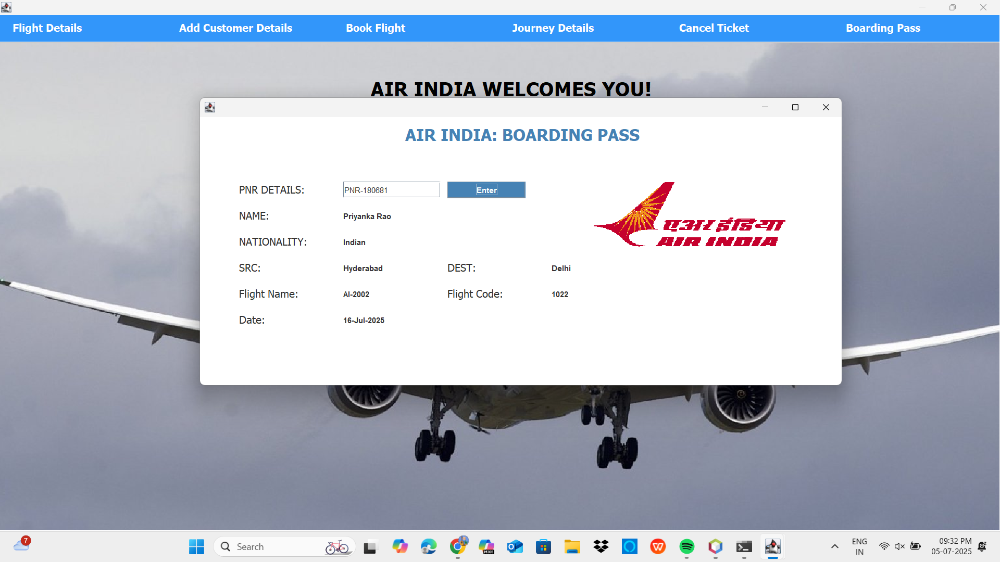 Flight Details Add Customer Details Book Flight Journey Details Cancel Ticket Boarding Pass
AIR INDIA WELCOMES YOU!
AIR INDIA: BOARDING PASS
PNR DETAILS: PNR-180681 Enter
NAME: Priyanka Rao
एअर इंडिया
NATIONALITY: Indian
AIR INDIA
SRC: Hyderabad DEST: Delhi
Flight Name: AI-2002 Flight Code: 1022
Date: 16-Jul-2025
7
Search
M365
ENG
IN
09:32 PM
05-07-2025